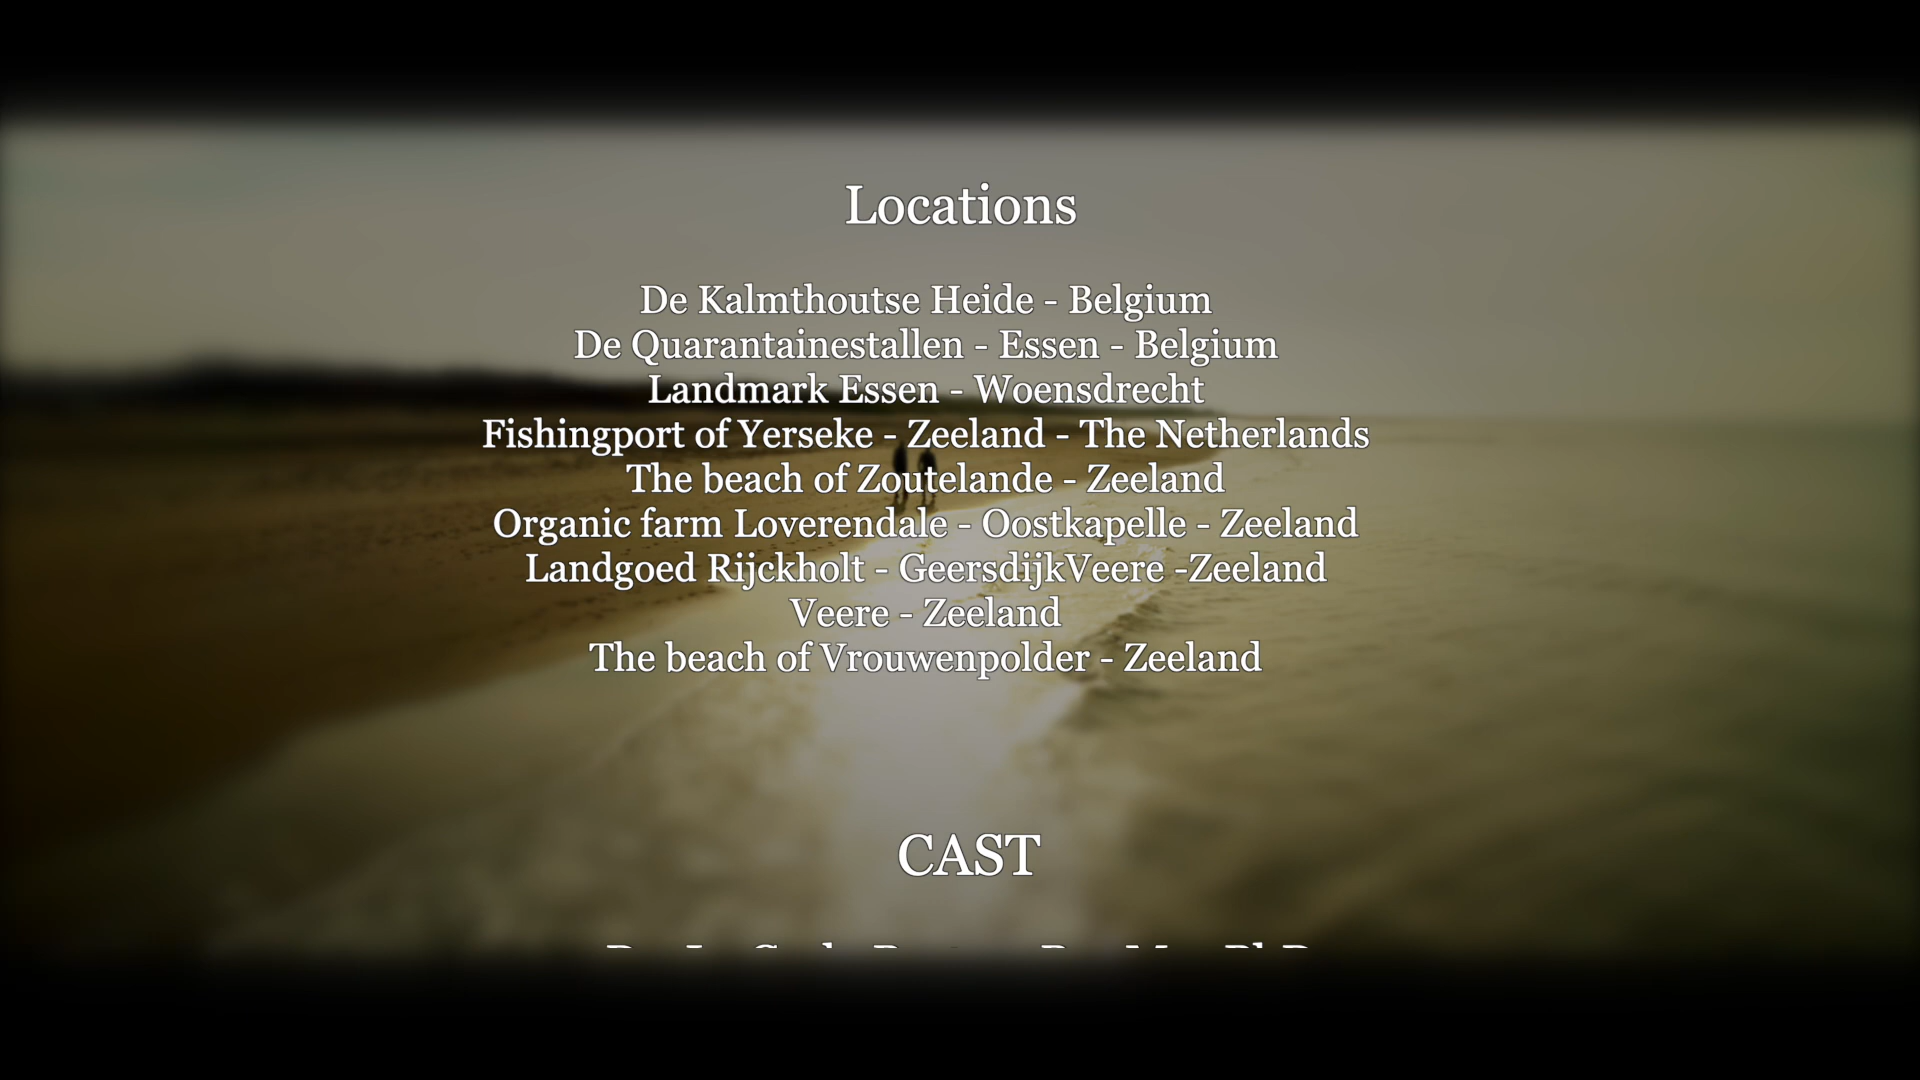 Locations
De Kalmthoutse Heide - Belgium
De Quarantainestallen - Essen - Belgium
Landmark Essen - Woensdrecht
Fishingport of Yerseke - Zeeland - The Netherlands
The beach of Zoutelande - Zeeland
Organic farm Loverendale - Oostkapelle - Zeeland
Landgoed Rijckholt - GeersdijkVeere -Zeeland
Veere - Zeeland
The beach of Vrouwenpolder - Zeeland
CAST